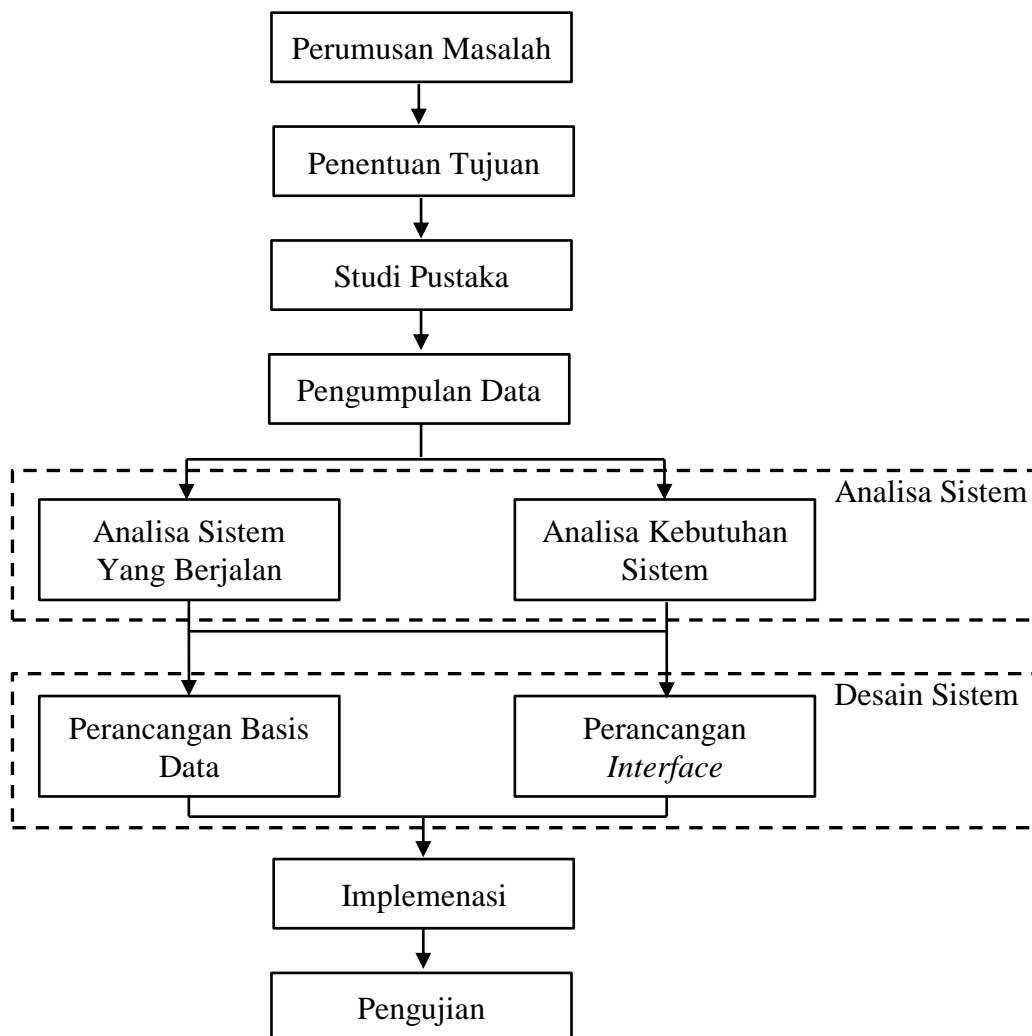 Perumusan Masalah
Penentuan Tujuan
Studi Pustaka
Pengumpulan Data
Analisa Sistem
Analisa Sistem
Yang Berjalan
Analisa Kebutuhan
Sistem
Desain Sistem
Perancangan Basis
Data
Perancangan
Interface
Implemenasi
Pengujian